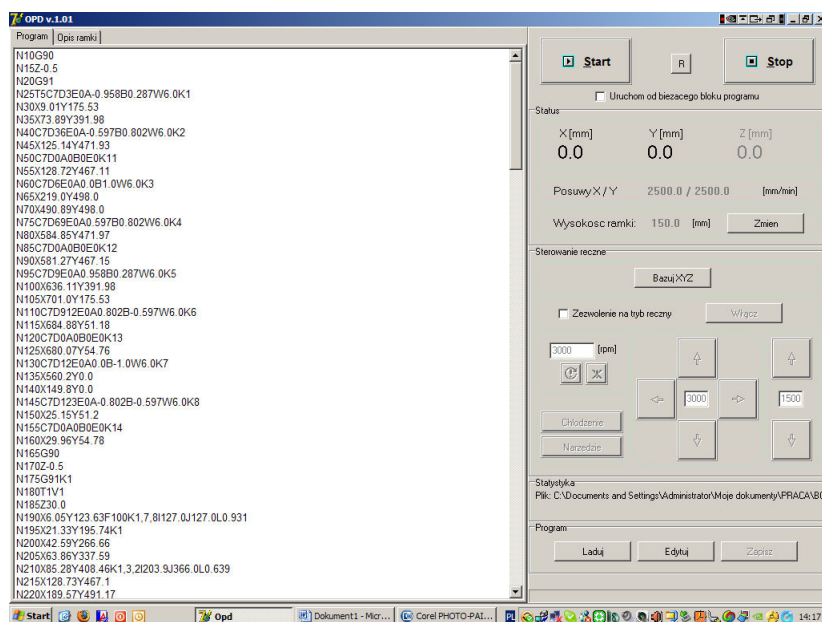 OPD v.1.01
Program Opis ramki
N10G90
N15Z-0.5
N20G91
N25T5C7D3E0A-0.958B0.287W6.0K1
N30X9.01Y175.53
N35X73.89Y391.98
N40C7D36E0A-0.597B0.802W6.0K2
N45X125.14Y471.93
N50C7D0A0B0E0K11
N55X128.72Y467.11
N60C7D6E0A0.0B1.0W6.0K3
N65X219.0Y498.0
N70X490.89Y498.0
N75C7D69E0A0.597B0.802W6.0K4
N80X584.85Y471.97
N85C7D0A0B0E0K12
N90X581.27Y467.15
N95C7D9E0A0.958B0.287W6.0K5
N100X636.11Y391.98
N105X701.0Y175.53
N110C7D912E0A0.802B-0.597W6.0K6
N115X684.88Y51.18
N120C7D0A0B0E0K13
N125X680.07Y54.76
N130C7D12E0A0.0B-1.0W6.0K7
N135X560.2Y0.0
N140X149.8Y0.0
N145C7D123E0A-0.802B-0.597W6.0K8
N150X25.15Y51.2
N155C7D0A0B0E0K14
N160X29.96Y54.78
N165G90
N170Z-0.5
N175G91K1
N180T1V1
N185Z30.0
N190X6.05Y123.63F100K1,7,8I127.0J127.0L0.931
N195X21.33Y195.74K1
N200X42.59Y266.66
N205X63.86Y337.59
N210X85.28Y408.46K1,3,2I203.9J366.0L0.639
N215X128.73Y467.1
N220X189.57Y491.17
Start
R
Stop
Uruchom od biezacego bloku programu
Status
X [mm] Y [mm] Z [mm]
0.0 0.0 0.0
Posuwy X / Y 2500.0 / 2500.0 [mm/min]
Wysokosc ramki: 150.0 [mm] Zmien
Sterowanie reczne
Bazuj XYZ
Zezwolenie na tryb reczny Włącz
3000 [rpm]
3000
1500
Chłodzenie
Narzedzie
Statystyka
Plik: C:\Documents and Settings\Administrator\Moje dokumenty\PRACA\B
Program
Laduj Edytuj Zapisz
Start Opd Dokument1 - Micr... Corel PHOTO-PAI... PL 14:17